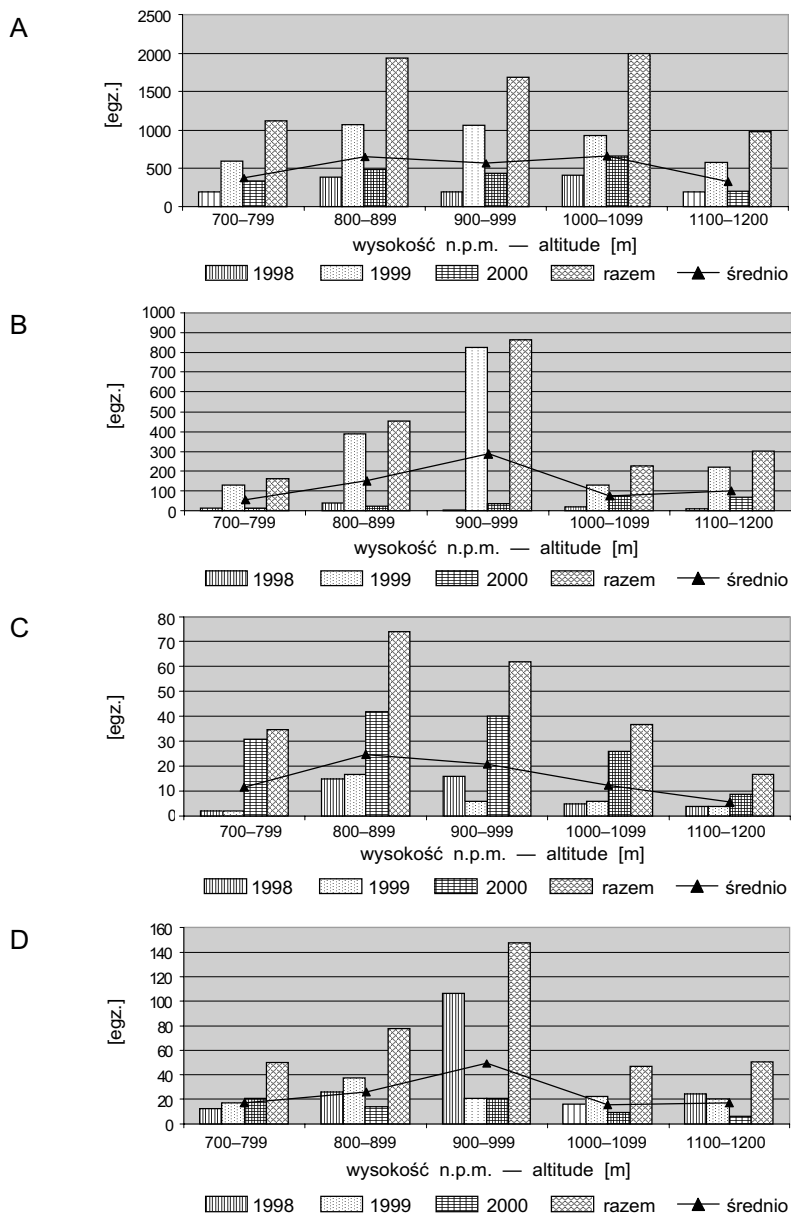 A
[egz.]
2500
2000
1500
1000
500
0
700–799 800–899 900–999 1000–1099 1100–1200
wysokość n.p.m. — altitude [m]
1998 1999 2000 razem średnio
B
[egz.]
1000
900
800
700
600
500
400
300
200
100
0
700–799 800–899 900–999 1000–1099 1100–1200
wysokość n.p.m. — altitude [m]
1998 1999 2000 razem średnio
C
[egz.]
80
70
60
50
40
30
20
10
0
700–799 800–899 900–999 1000–1099 1100–1200
wysokość n.p.m. — altitude [m]
1998 1999 2000 razem średnio
D
[egz.]
160
140
120
100
80
60
40
20
0
700–799 800–899 900–999 1000–1099 1100–1200
wysokość n.p.m. — altitude [m]
1998 1999 2000 razem średnio